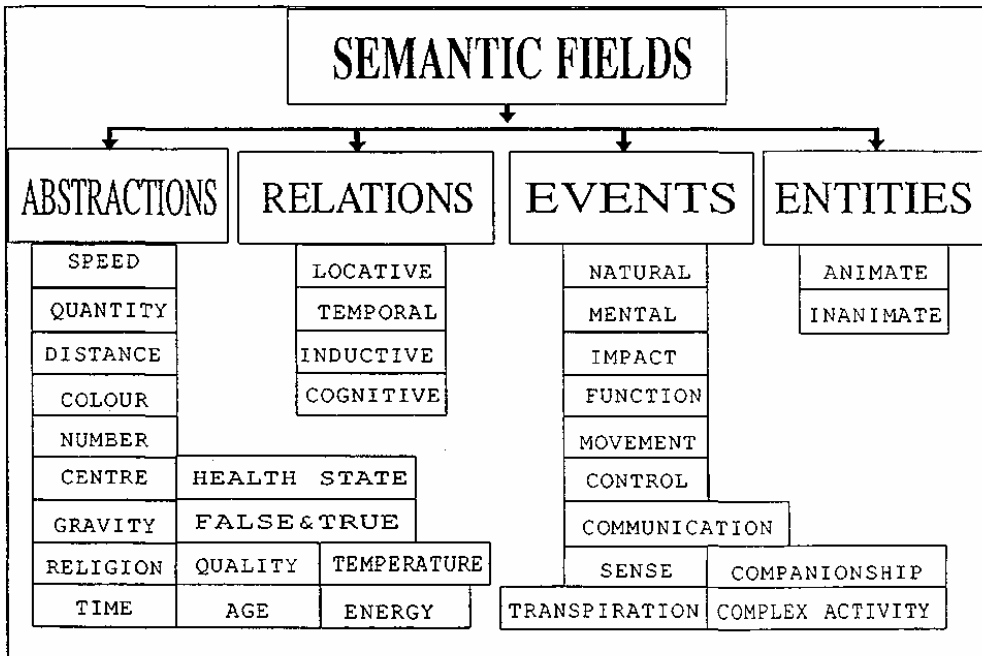 SEMANTIC FIELDS
ABSTRACTIONS
SPEED
QUANTITY
DISTANCE
COLOUR
NUMBER
CENTRE HEALTH STATE
GRAVITY FALSE&TRUE
RELIGION QUALITY TEMPERATURE
TIME AGE ENERGY
RELATIONS
LOCATIVE
TEMPORAL
INDUCTIVE
COGNITIVE
EVENTS
NATURAL
MENTAL
IMPACT
FUNCTION
MOVEMENT
CONTROL
COMMUNICATION
SENSE COMPANIONSHIP
TRANSPIRATION COMPLEX ACTIVITY
ENTITIES
ANIMATE
INANIMATE